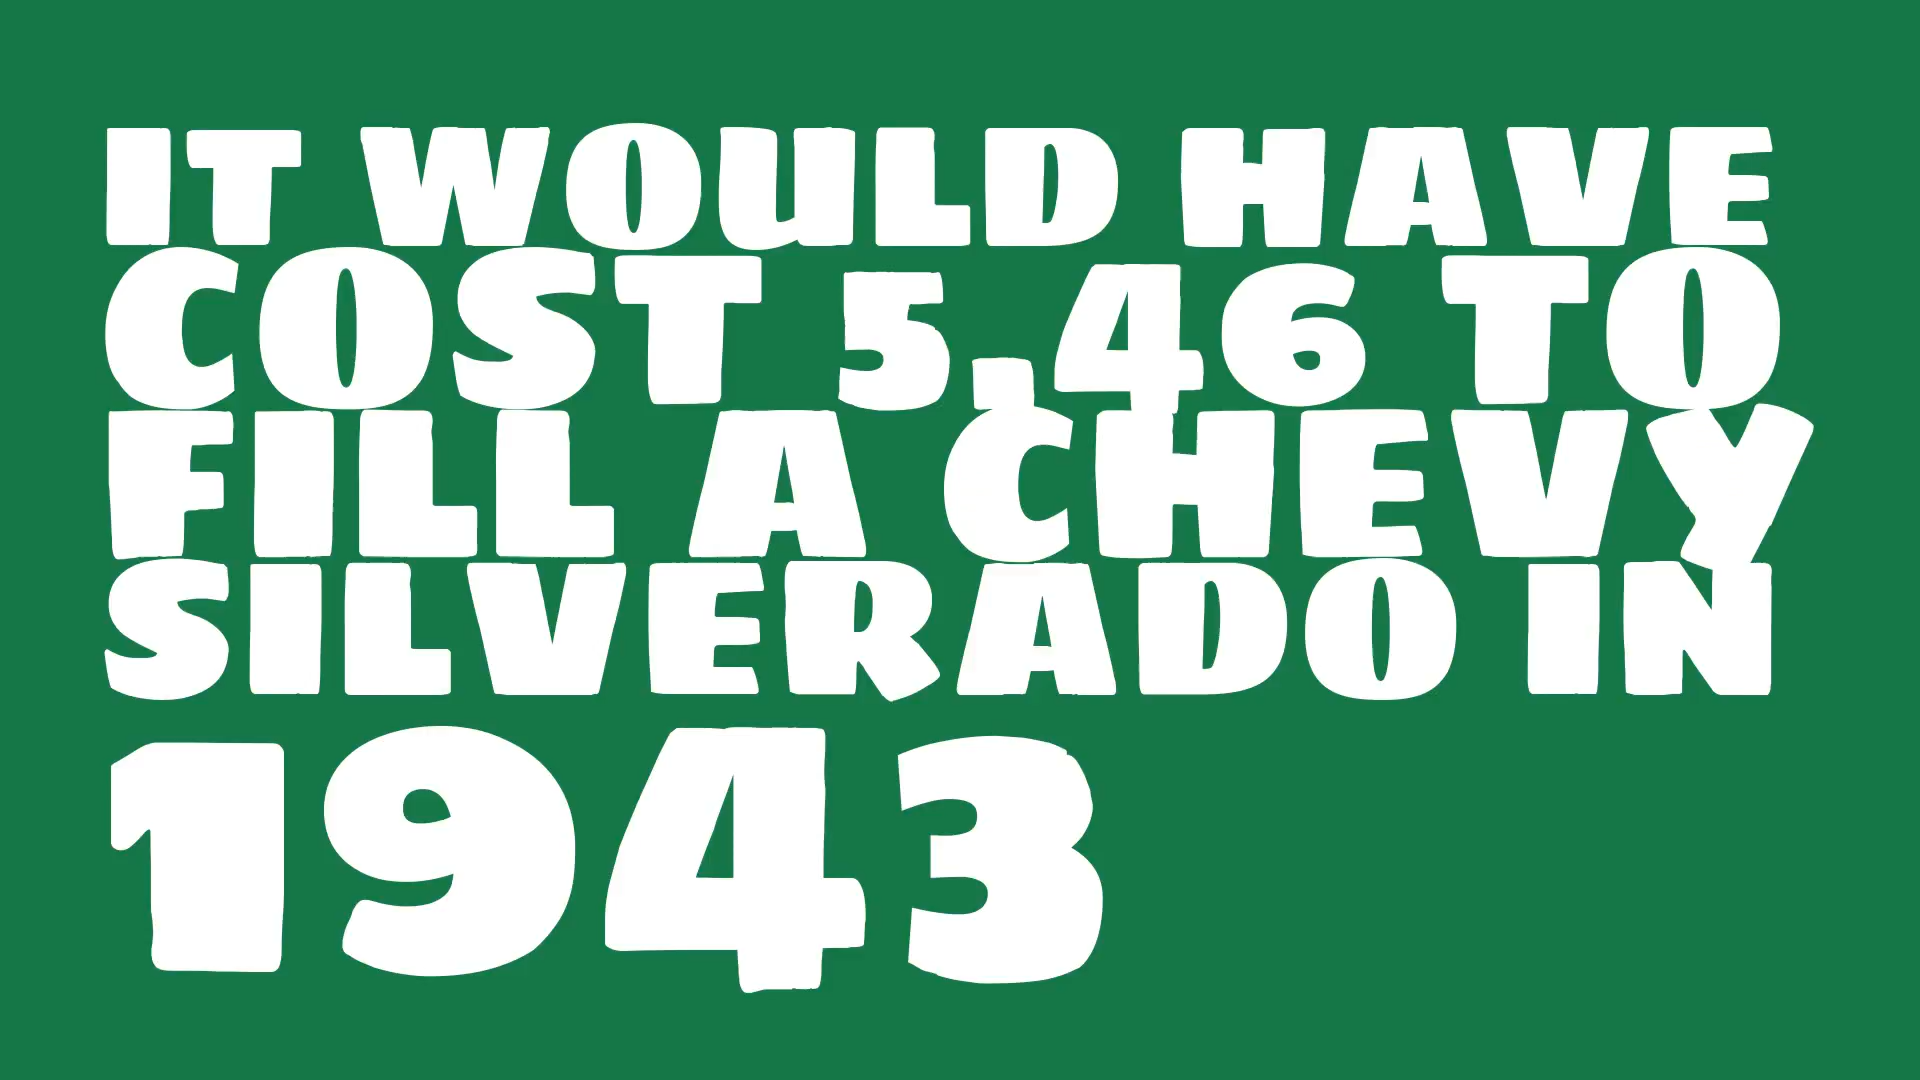 IT WOULD HAVE
COST 5.46 TO
FILL A CHEVY
SILVERADO IN
1943